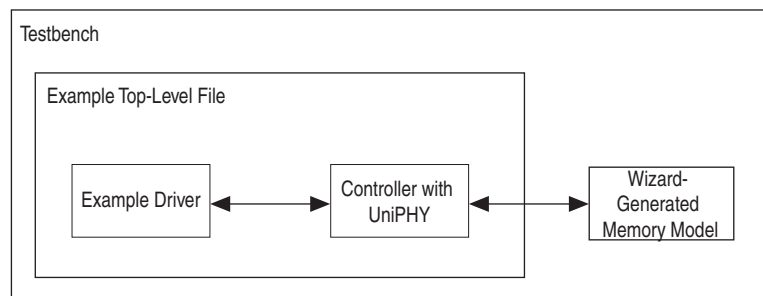 Testbench
Example Top-Level File
Example Driver
Controller with
UniPHY
Wizard-
Generated
Memory Model